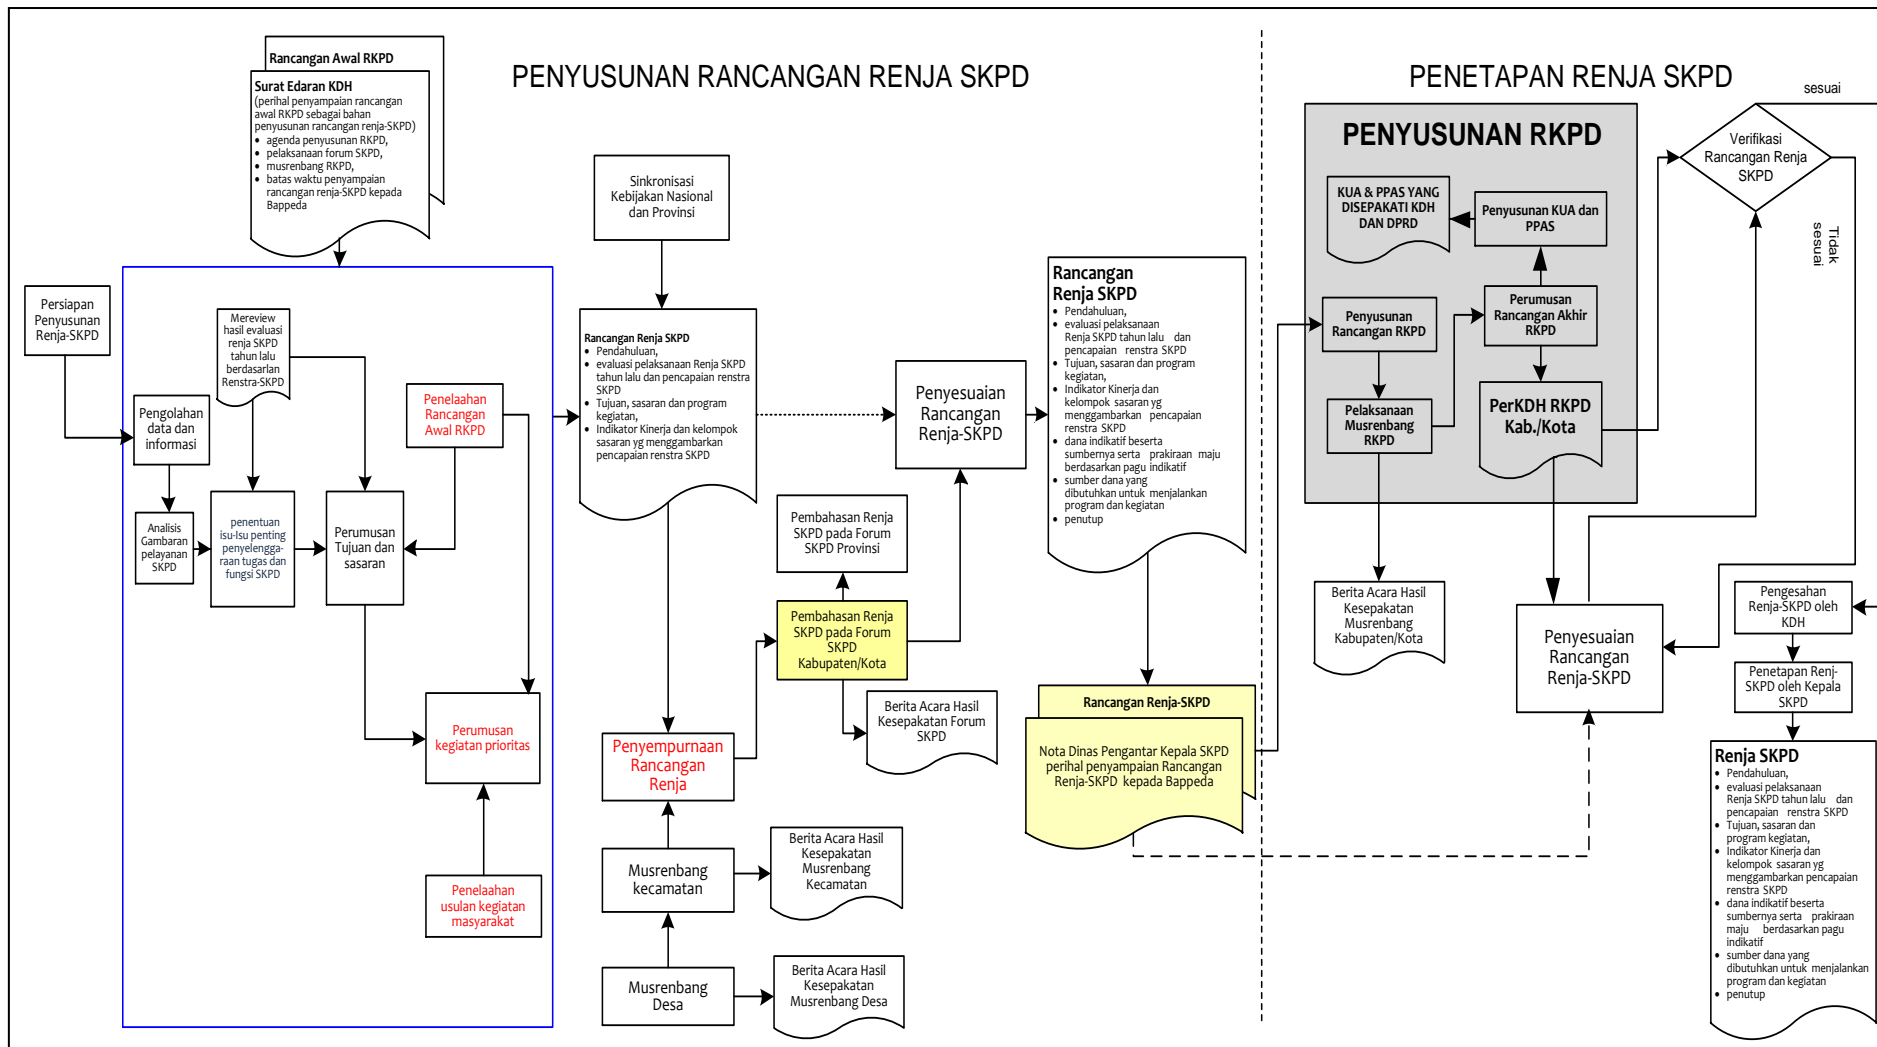 PENYUSUNAN RANCANGAN RENJA SKPD
PENETAPAN RENJA SKPD
Rancangan Awal RKPD
Surat Edaran KDH
(perihal penyampaian rancangan
awal RKPD sebagai bahan
penyusunan rancangan renja-SKPD)
• agenda penyusunan RKPD,
• pelaksanaan forum SKPD,
• musrenbang RKPD,
• batas waktu penyampaian
rancangan renja-SKPD kepada
Bappeda
Persiapan
Penyusunan
Renja-SKPD
Mereview
hasil evaluasi
renja SKPD
tahun lalu
berdasarlan
Renstra-SKPD
Pengolahan
data dan
informasi
Analisis
Gambaran
pelayanan
SKPD
penentuan
isu-Isu penting
penyelengga-
raan tugas dan
fungsi SKPD
Perumusan
Tujuan dan
sasaran
Penelaahan
Rancangan
Awal RKPD
Perumusan
kegiatan prioritas
Penelaahan
usulan kegiatan
masyarakat
Sinkronisasi
Kebijakan Nasional
dan Provinsi
Rancangan Renja SKPD
• Pendahuluan,
• evaluasi pelaksanaan Renja SKPD
tahun lalu dan pencapaian renstra
SKPD
• Tujuan, sasaran dan program
kegiatan,
• Indikator Kinerja dan kelompok
sasaran yg menggambarkan
pencapaian renstra SKPD
Penyempurnaan
Rancangan
Renja
Musrenbang
kecamatan
Musrenbang
Desa
Berita Acara Hasil
Kesepakatan
Musrenbang
Kecamatan
Berita Acara Hasil
Kesepakatan
Musrenbang Desa
Pembahasan Renja
SKPD pada Forum
SKPD Provinsi
Pembahasan Renja
SKPD pada Forum
SKPD
Kabupaten/Kota
Berita Acara Hasil
Kesepakatan Forum
SKPD
Penyesuaian
Rancangan
Renja-SKPD
Rancangan
Renja SKPD
• Pendahuluan,
• evaluasi pelaksanaan
Renja SKPD tahun lalu dan
pencapaian renstra SKPD
• Tujuan, sasaran dan program
kegiatan,
• Indikator Kinerja dan
kelompok sasaran yg
menggambarkan pencapaian
renstra SKPD
• dana indikatif beserta
sumbernya serta prakiraan maju
berdasarkan pagu indikatif
• sumber dana yang
dibutuhkan untuk menjalankan
program dan kegiatan
• penutup
Rancangan Renja-SKPD
Nota Dinas Pengantar Kepala SKPD
perihal penyampaian Rancangan
Renja-SKPD kepada Bappeda
PENYUSUNAN RKPD
KUA & PPAS YANG
DISEPAKATI KDH
DAN DPRD
Penyusunan KUA dan
PPAS
Penyusunan
Rancangan RKPD
Perumusan
Rancangan Akhir
RKPD
Pelaksanaan
Musrenbang
RKPD
PerKDH RKPD
Kab./Kota
Berita Acara Hasil
Kesepakatan
Musrenbang
Kabupaten/Kota
Penyesuaian
Rancangan
Renja-SKPD
sesuai
Verifikasi
Rancangan Renja
SKPD
Tidak
sesuai
Pengesahan
Renja-SKPD oleh
KDH
Penetapan Renj-
SKPD oleh Kepala
SKPD
Renja SKPD
• Pendahuluan,
• evaluasi pelaksanaan
Renja SKPD tahun lalu dan
pencapaian renstra SKPD
• Tujuan, sasaran dan
program kegiatan,
• Indikator Kinerja dan
kelompok sasaran yg
menggambarkan pencapaian
renstra SKPD
• dana indikatif beserta
sumbernya serta prakiraan
maju berdasarkan pagu
indikatif
• sumber dana yang
dibutuhkan untuk menjalankan
program dan kegiatan
• penutup